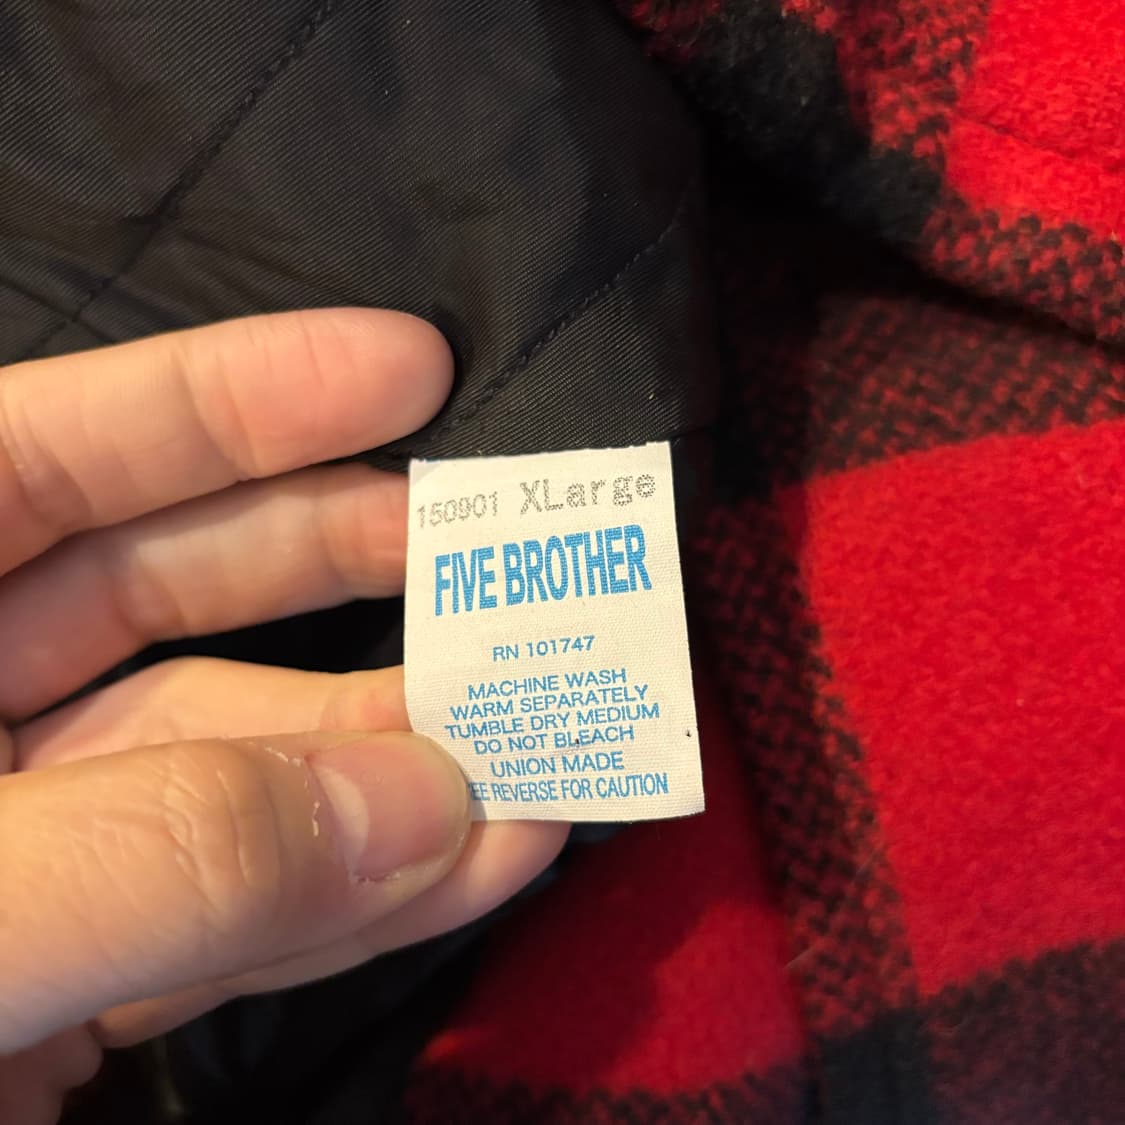 150901 XLarge
FIVE BROTHER
RN 101747
MACHINE WASH
WARM SEPARATELY
TUMBLE DRY MEDIUM
DO NOT BLEACH
UNION MADE
EE REVERSE FOR CAUTION